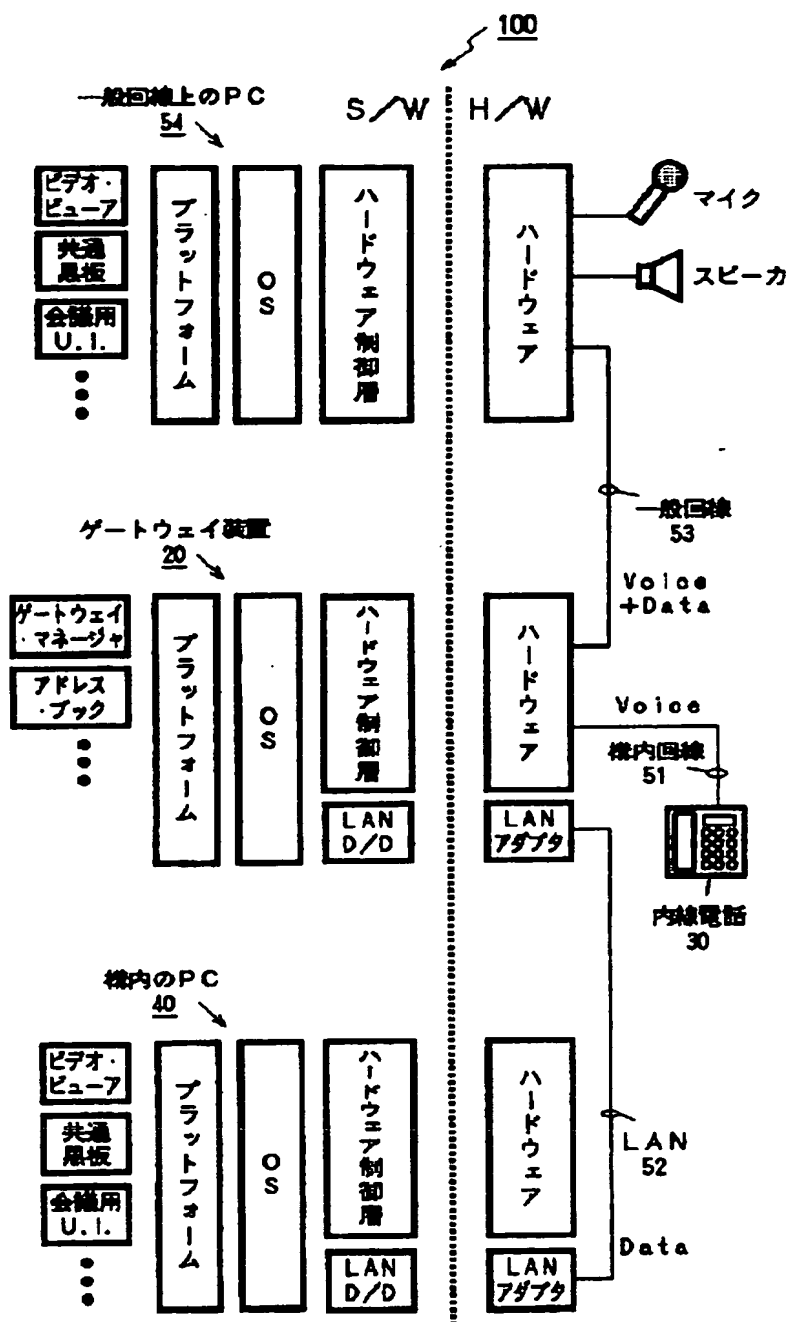 100
一般回線上のPC
54
S/W
H/W
ビデオ・
ビューア
共通
黒板
会議用
U.I.
プラットフォーム
OS
ハードウェア制御層
ハードウェア
マイク
スピーカ
一般回線
53
Voice
+Data
ゲートウェイ装置
20
ゲートウェイ
・マネージャ
アドレス
・ブック
プラットフォーム
OS
ハードウェア制御層
LAN
D/D
ハードウェア
LAN
アダプタ
Voice
構内回線
51
内線電話
30
構内のPC
40
ビデオ・
ビューア
共通
黒板
会議用
U.I.
プラットフォーム
OS
ハードウェア制御層
LAN
D/D
ハードウェア
LAN
アダプタ
LAN
52
Data